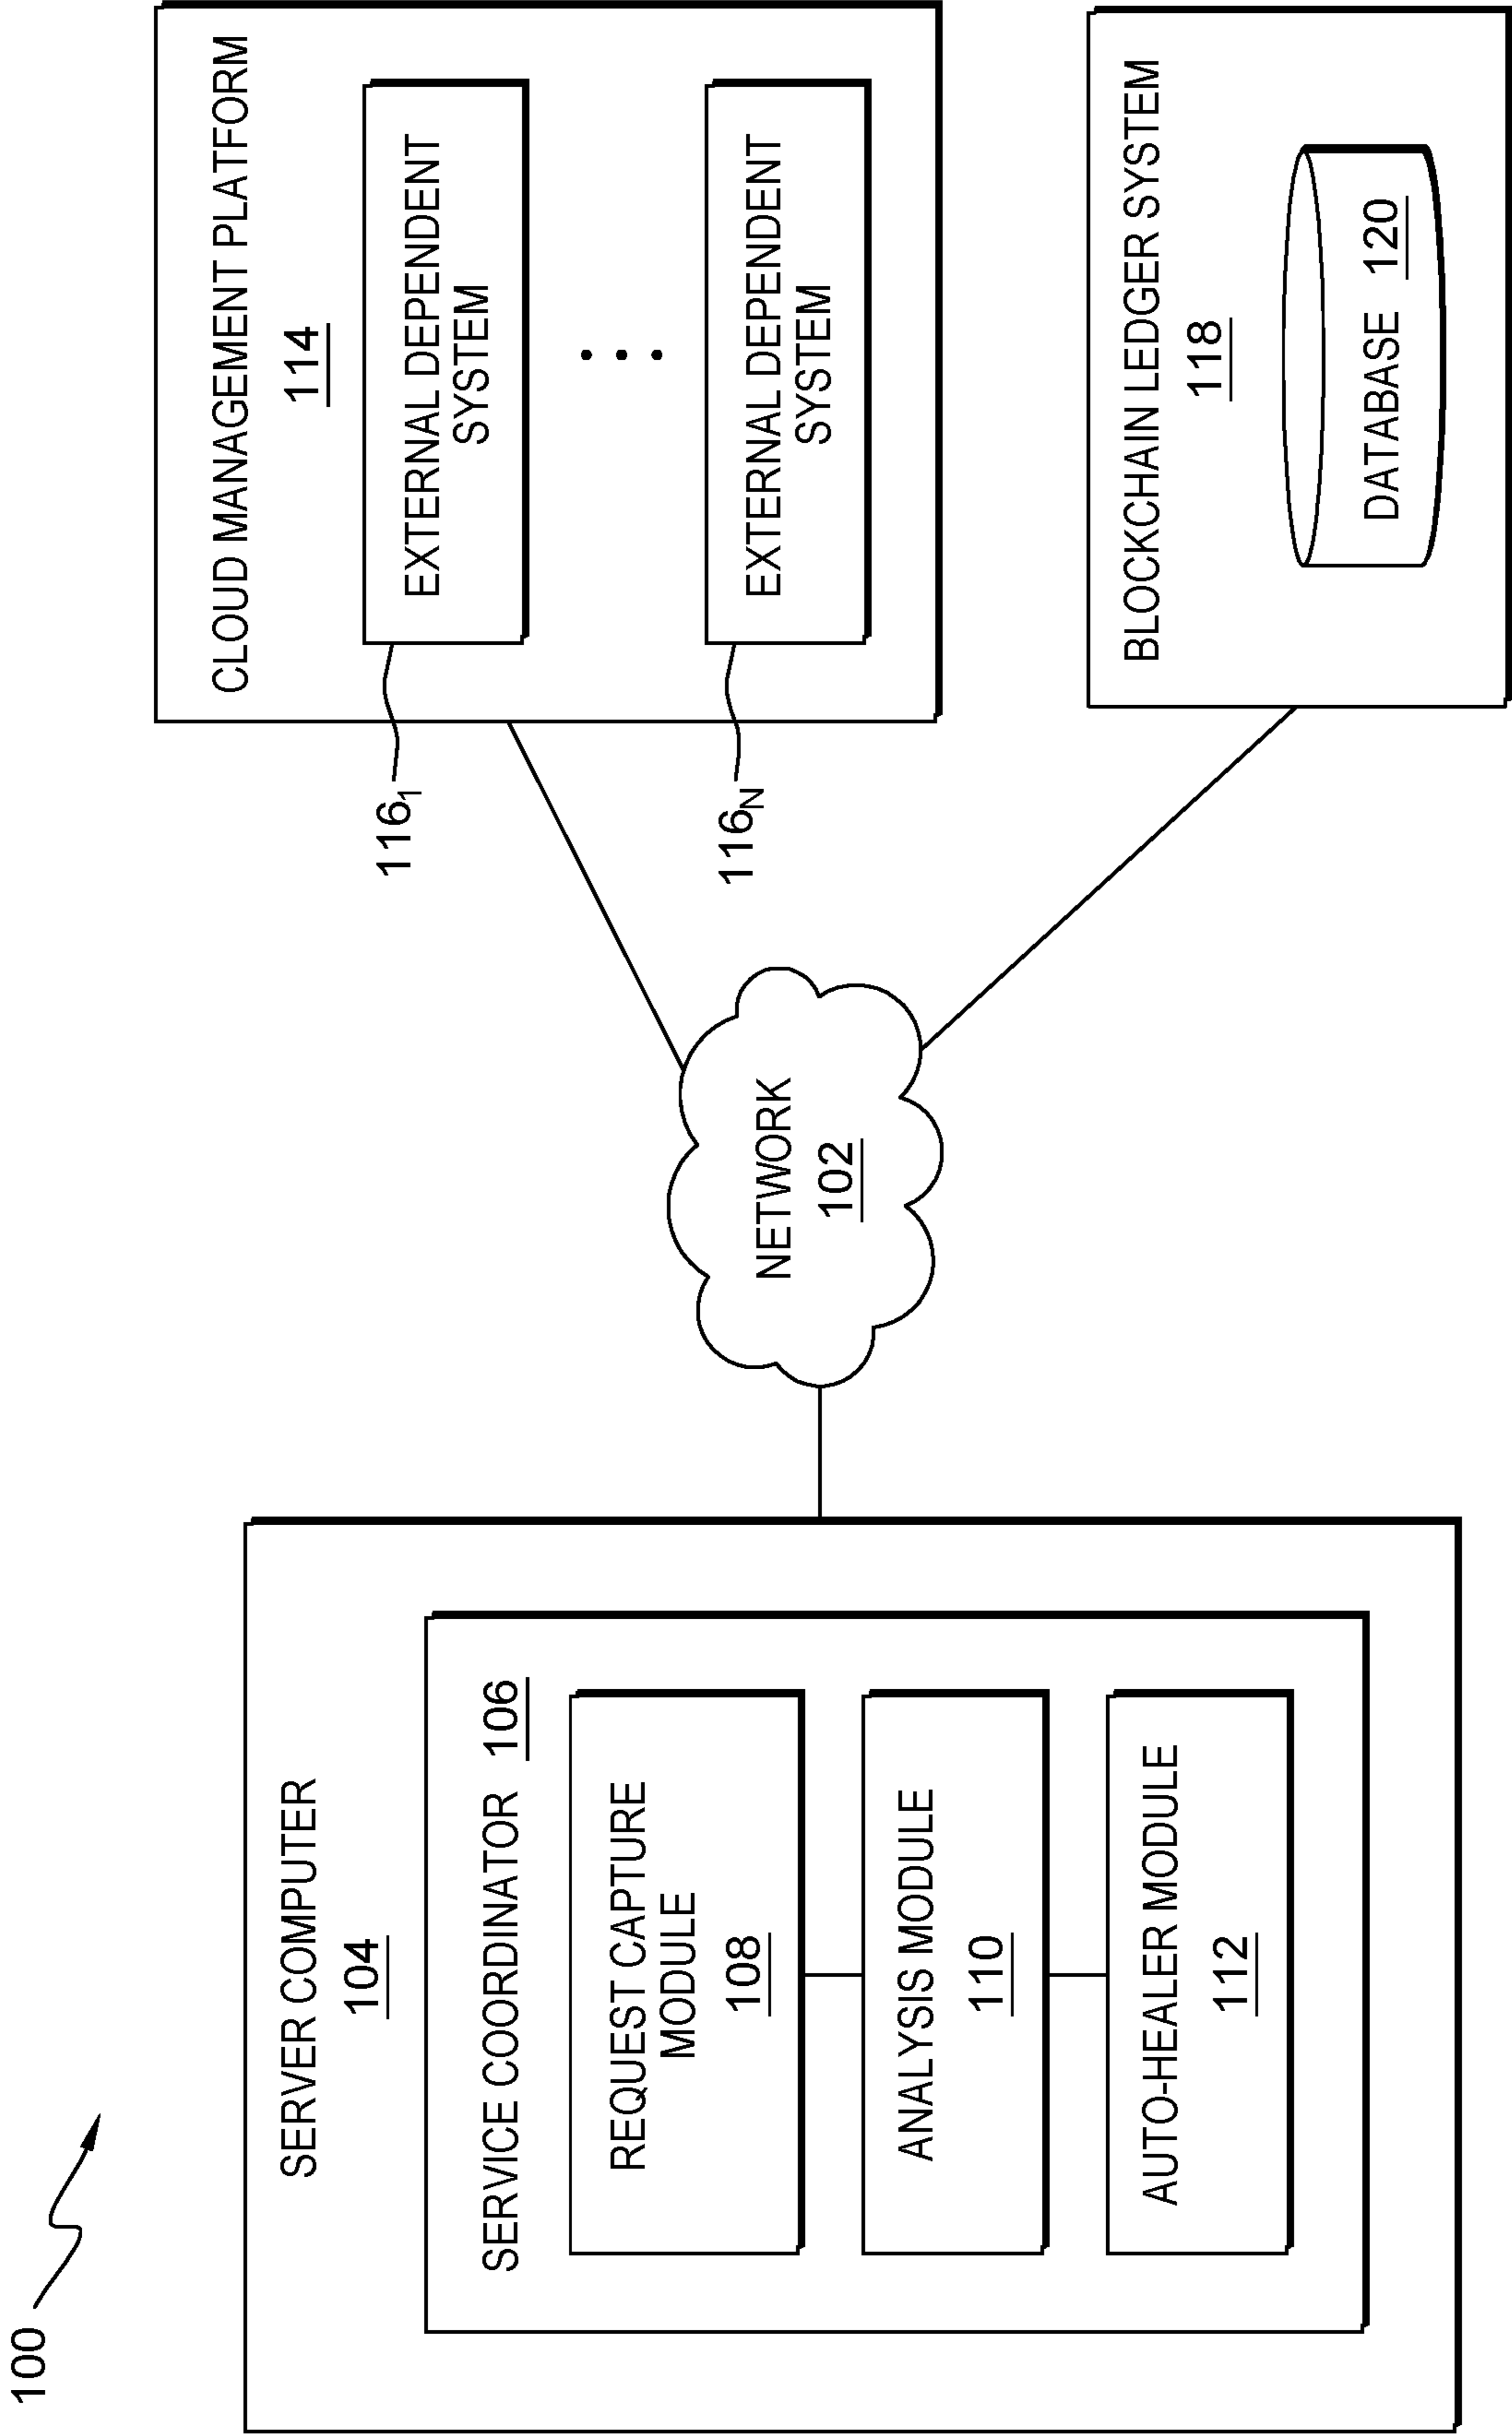 100
SERVER COMPUTER
104
SERVICE COORDINATOR 106
REQUEST CAPTURE
MODULE
108
ANALYSIS MODULE
110
AUTO-HEALER MODULE
112
NETWORK
102
CLOUD MANAGEMENT PLATFORM
114
EXTERNAL DEPENDENT
SYSTEM
116₁
EXTERNAL DEPENDENT
SYSTEM
116N
BLOCKCHAIN LEDGER SYSTEM
118
DATABASE 120